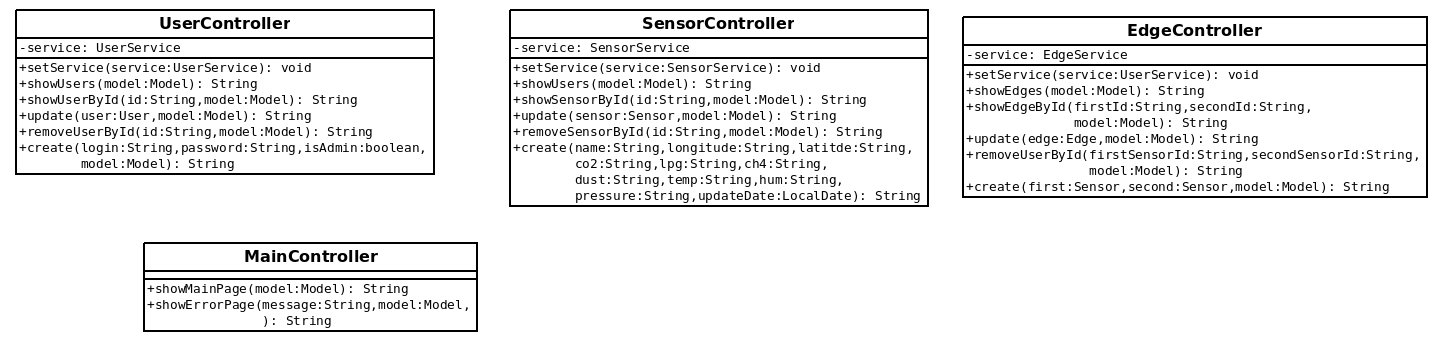 UserController
-service: UserService
+setService(service:UserService): void
+showUsers(model:Model): String
+showUserById(id:String,model:Model): String
+update(user:User,model:Model): String
+removeUserById(id:String,model:Model): String
+create(login:String,password:String,isAdmin:boolean,
model:Model): String
SensorController
-service: SensorService
+setService(service:SensorService): void
+showUsers(model:Model): String
+showSensorById(id:String,model:Model): String
+update(sensor:Sensor,model:Model): String
+removeSensorById(id:String,model:Model): String
+create(name:String,longitude:String,latitde:String,
co2:String,lpg:String,ch4:String,
dust:String,temp:String,hum:String,
pressure:String,updateDate:LocalDate): String
EdgeController
-service: EdgeService
+setService(service:UserService): void
+showEdges(model:Model): String
+showEdgeById(firstId:String,secondId:String,
model:Model): String
+update(edge:Edge,model:Model): String
+removeUserById(firstSensorId:String,secondSensorId:String,
model:Model): String
+create(first:Sensor,second:Sensor,model:Model): String
MainController
+showMainPage(model:Model): String
+showErrorPage(message:String,model:Model,
): String